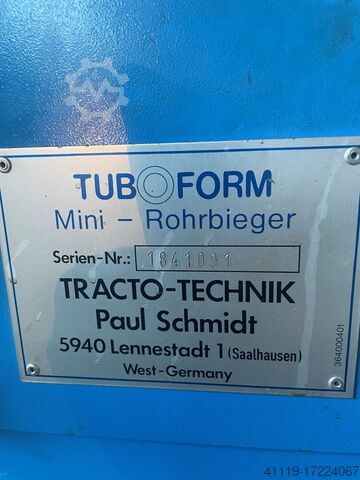 TUBOFORM
Mini - Rohrbieger
Serien-Nr.: 1841091
TRACTO-TECHNIK
Paul Schmidt
5940 Lennestadt 1 (Saalhausen)
West-Germany
364000401
41119-17224067